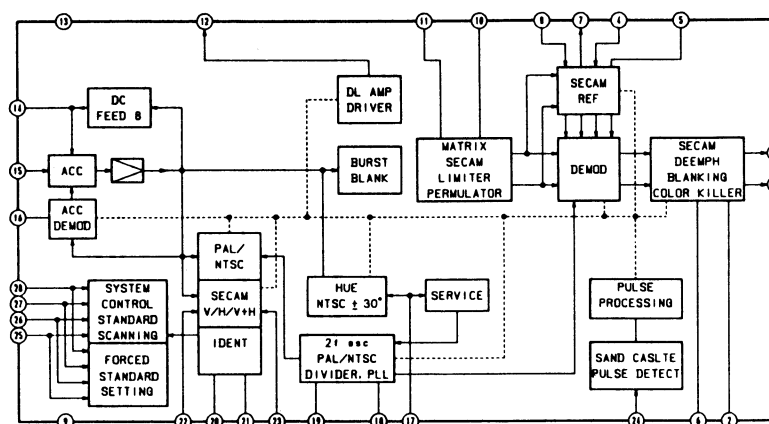 13
12
11
10
8
7
4
5
14
DC
FEED B
DL AMP
DRIVER
SECAM
REF
15
ACC
BURST
BLANK
MATRIX
SECAM
LIMITER
PERMULATOR
DEMOD
SECAM
DEEMPH
BLANKING
COLOR KILLER
16
ACC
DEMOD
PAL/
NTSC
SECAM
V/H/V+H
IDENT
HUE
NTSC ± 30°
SERVICE
PULSE
PROCESSING
28
27
26
25
SYSTEM
CONTROL
STANDARD
SCANNING
FORCED
STANDARD
SETTING
2f osc
PAL/NTSC
DIVIDER, PLL
SAND CASLTE
PULSE DETECT
9
22
20
21
23
19
18
17
24
6
2